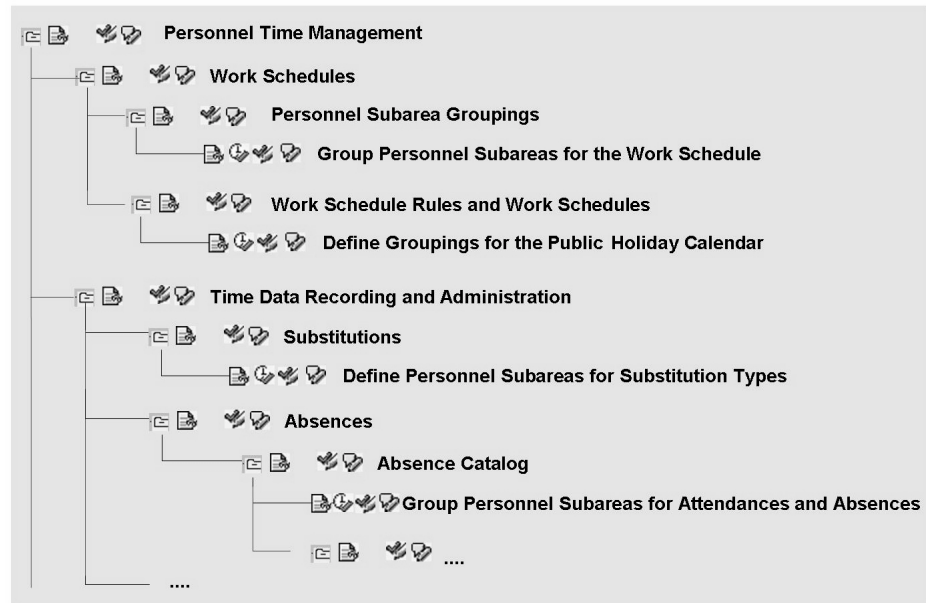 Personnel Time Management
Work Schedules
Personnel Subarea Groupings
Group Personnel Subareas for the Work Schedule
Work Schedule Rules and Work Schedules
Define Groupings for the Public Holiday Calendar
Time Data Recording and Administration
Substitutions
Define Personnel Subareas for Substitution Types
Absences
Absence Catalog
Group Personnel Subareas for Attendances and Absences
....
....